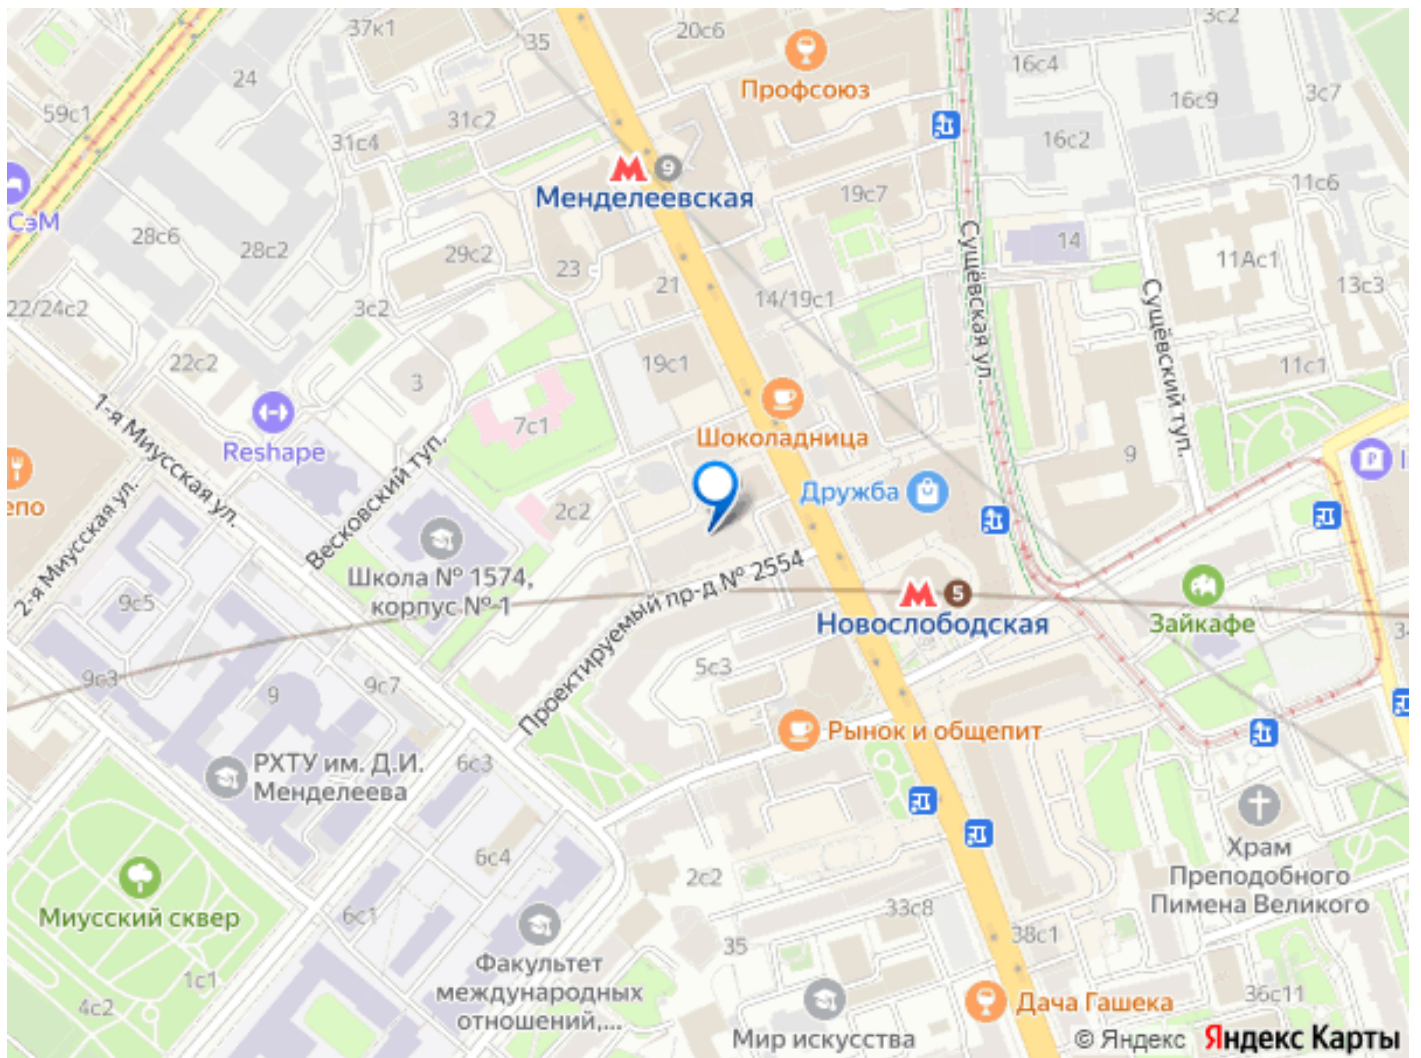 37к1
35
20с6
3с2
Профсоюз
16с4
24
16с9
3с7
59с1
31с2
31с4
16с2
М 9
Менделеевская
19с7
11с6
СэМ
28с6
28с2
29с2
23
21
14
11Ас1
14/19с1
13с3
22/24с2
3с2
Сущёвская ул.
Сущёвский туп.
22с2
3
19с1
11с1
1-я Миусская ул.
Reshape
7с1
Шоколадница
9
епо
2-я Миусская ул.
Весковский туп.
2с2
Дружба
Школа № 1574,
корпус № 1
Проектируемый пр-д № 2554
М 5
Новослободская
Зайкафе
9с5
9с3
9
9с7
5с3
Рынок и общепит
РХТУ им. Д.И.
Менделеева
6с3
6с4
Храм
Преподобного
Пимена Великого
Миусский сквер
6с1
2с2
33с8
35
38с1
Факультет
международных
отношений,...
1с1
4с2
36с11
Дача Гашека
Мир искусства
© Яндекс Яндекс Карты